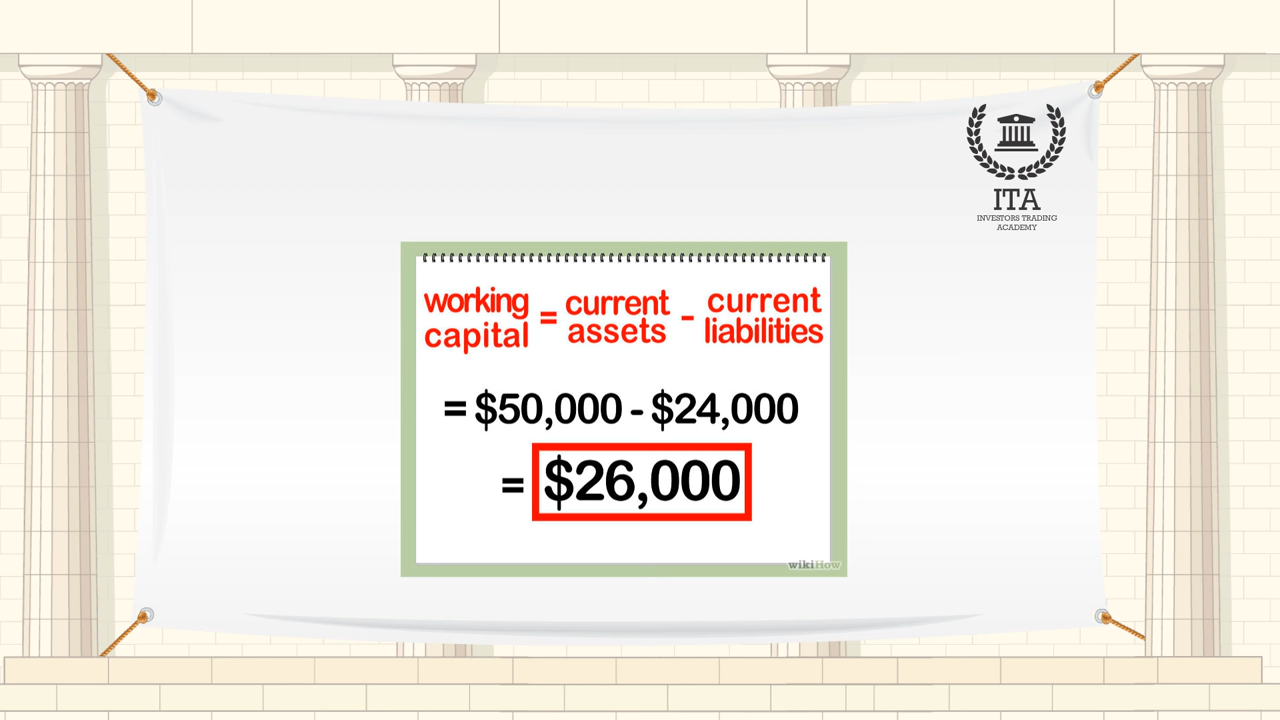 ITA
INVESTORS TRADING
ACADEMY
working capital = current assets - current liabilities
= $50,000 - $24,000
= $26,000
wikiHow